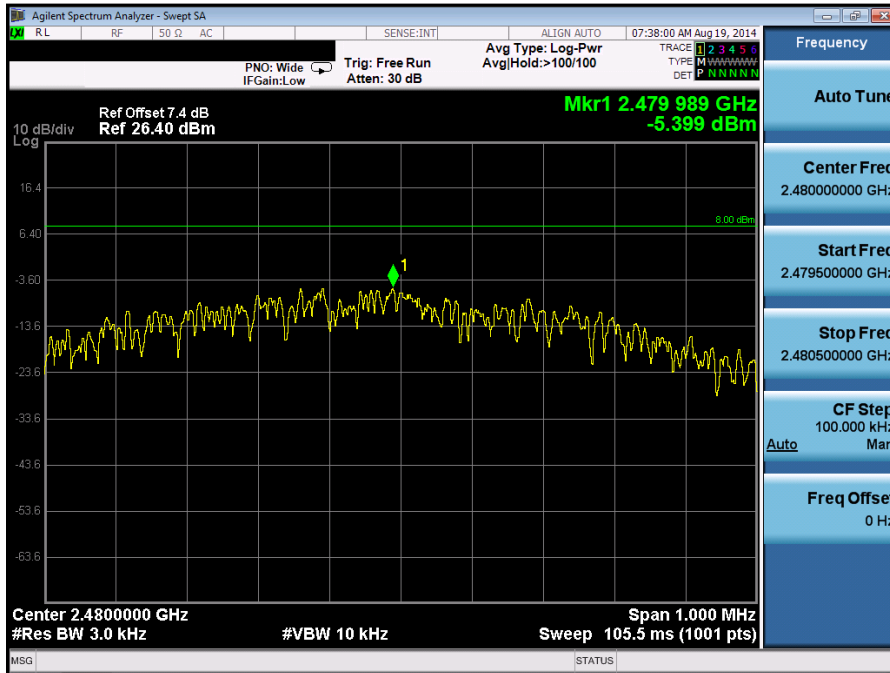 Agilent Spectrum Analyzer - Swept SA
LXI RL RF 50 Ω AC SENSE:INT ALIGN AUTO 07:38:00 AM Aug 19, 2014
Frequency
PNO: Wide
IFGain:Low
Trig: Free Run
Atten: 30 dB
Avg Type: Log-Pwr
Avg|Hold:>100/100
TRACE 1 2 3 4 5 6
TYPE MWWWWW
DET P N N N N N
Auto Tune
Ref Offset 7.4 dB
10 dB/div Ref 26.40 dBm
Log
Mkr1 2.479 989 GHz
-5.399 dBm
Center Freq
2.480000000 GHz
16.4
8.00 dBm
6.40
Start Freq
2.479500000 GHz
1
-3.60
-13.6
Stop Freq
2.480500000 GHz
-23.6
-33.6
CF Step
100.000 kHz
Auto Man
-43.6
-53.6
Freq Offset
0 Hz
-63.6
Center 2.4800000 GHz Span 1.000 MHz
#Res BW 3.0 kHz #VBW 10 kHz Sweep 105.5 ms (1001 pts)
MSG STATUS